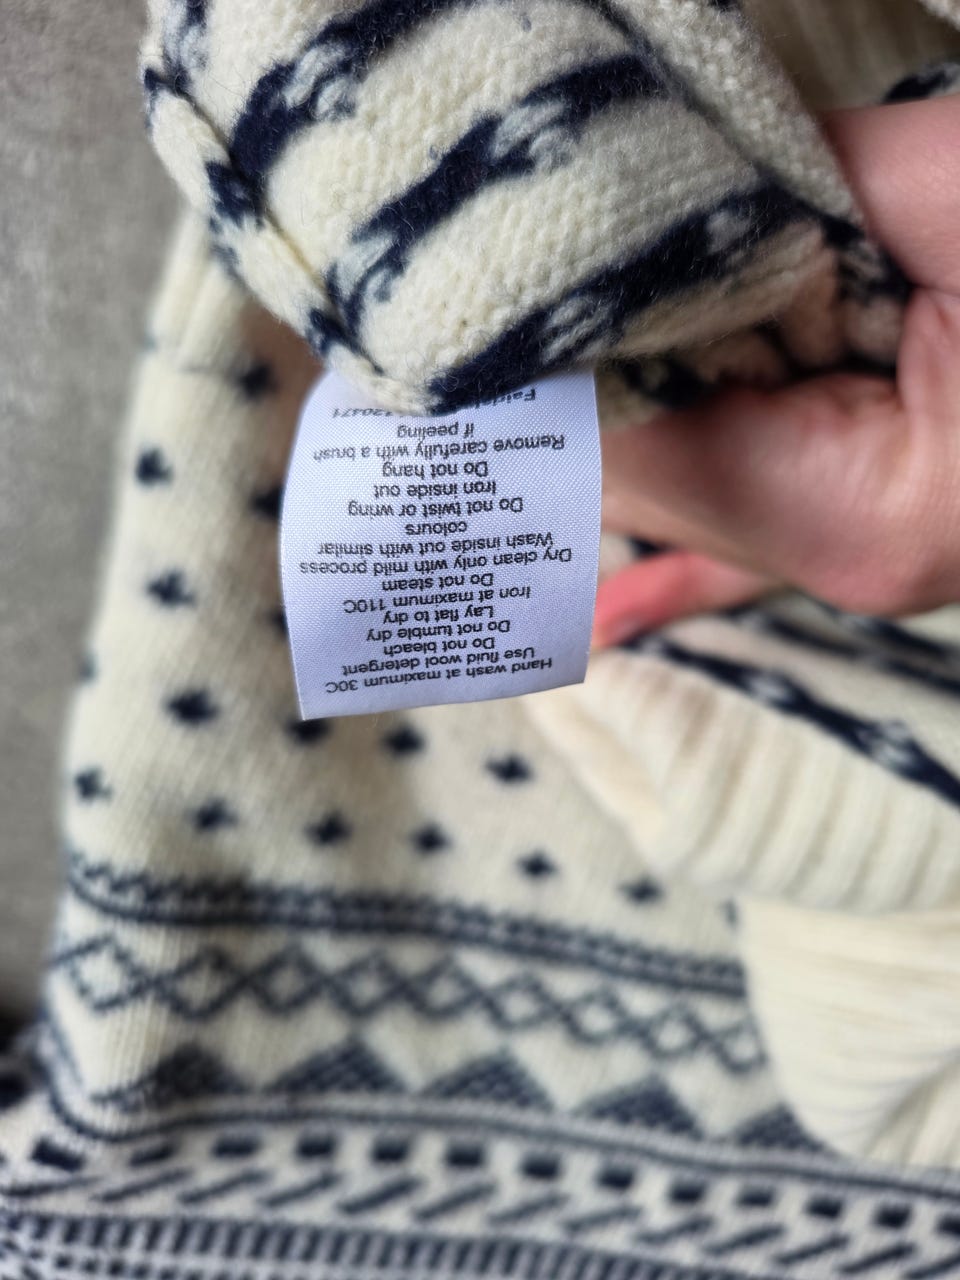 Hand wash at maximum 30C
Use fluid wool detergent
Do not bleach
Do not tumble dry
Lay flat to dry
Iron at maximum 110C
Do not steam
Dry clean only with mild process
Wash inside out with similar
colours
Do not twist or wring
Iron inside out
Do not hang
Remove carefully with a brush
if peeling